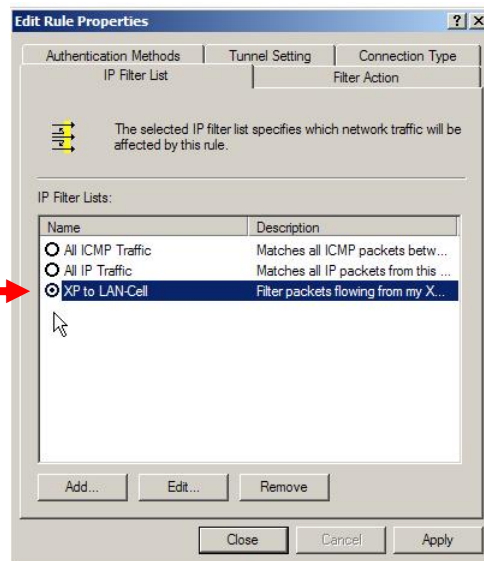 Edit Rule Properties
Authentication Methods Tunnel Setting Connection Type
IP Filter List Filter Action
The selected IP filter list specifies which network traffic will be
affected by this rule.
IP Filter Lists:
Name Description
All ICMP Traffic Matches all ICMP packets betw...
All IP Traffic Matches all IP packets from this ...
XP to LAN-Cell Filter packets flowing from my X...
Add... Edit... Remove
Close Cancel Apply